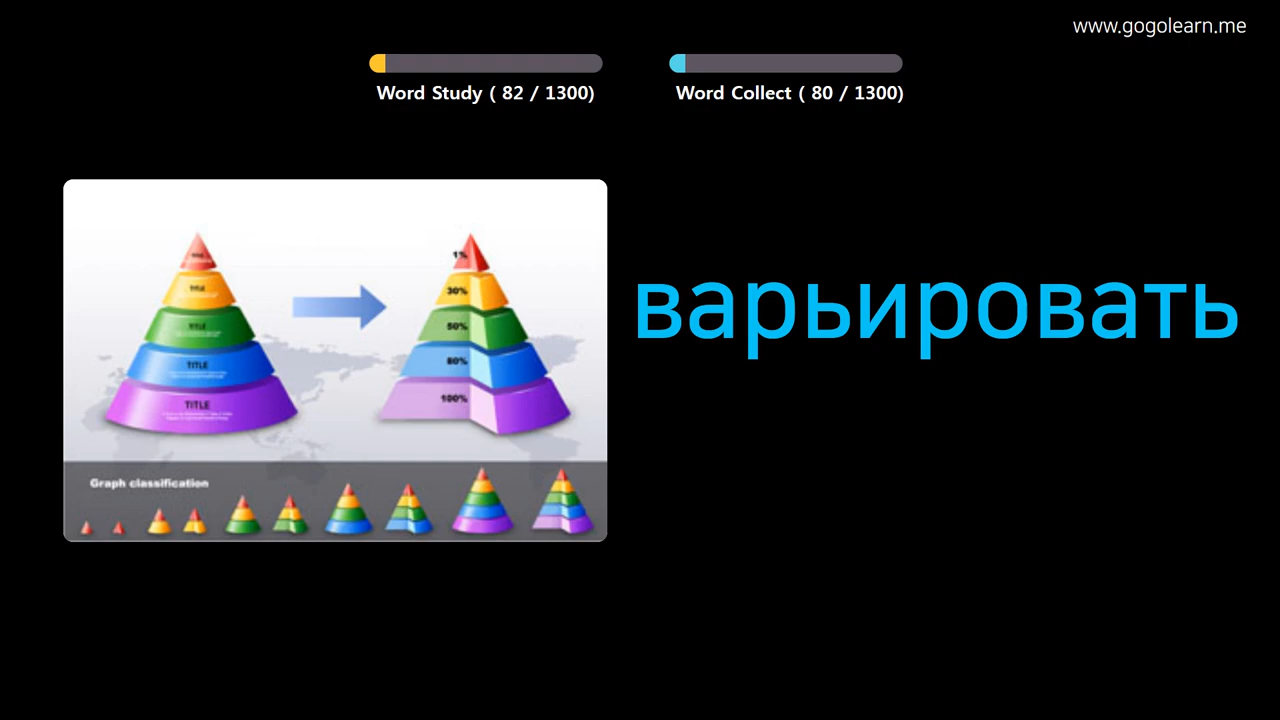 www.gogolearn.me
Word Study ( 82 / 1300)
Word Collect ( 80 / 1300)
варьировать
TITLE
TITLE
TITLE
TITLE
1%
30%
50%
80%
100%
Graph classification